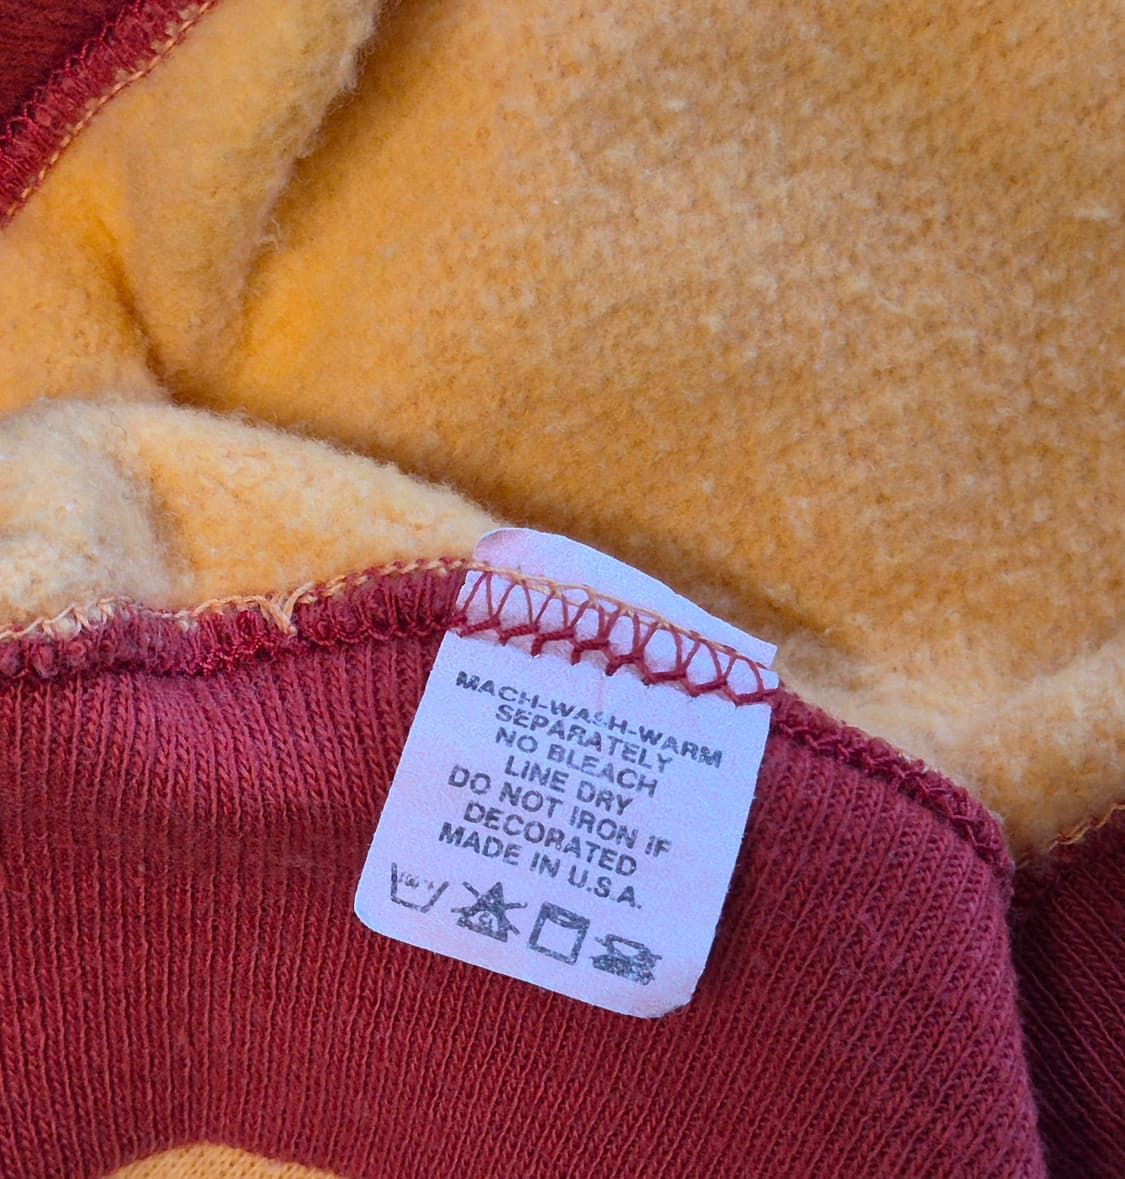 MACH-WASH-WARM
SEPARATELY
NO BLEACH
LINE DRY
DO NOT IRON IF
DECORATED
MADE IN U.S.A.